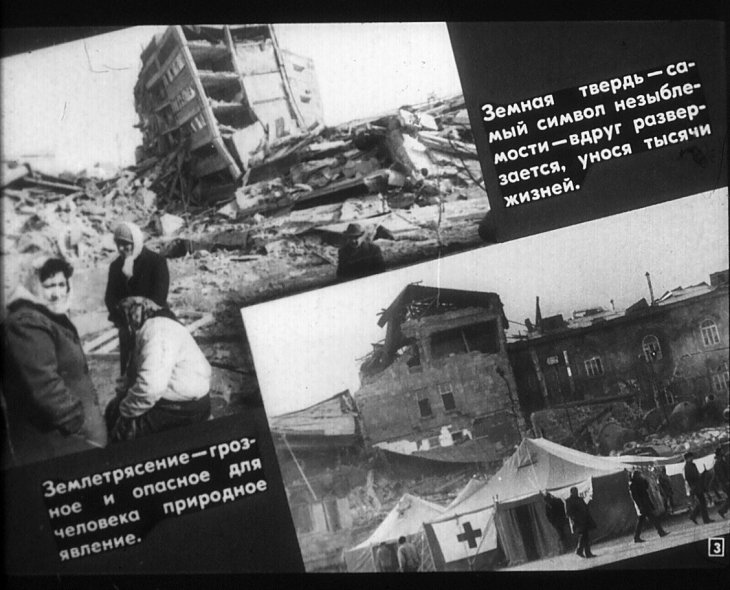 Земная твердь — са-
мый символ незыбле-
мости — вдруг развер-
зается, унося тысячи
жизней.
Землетрясение — гроз-
ное и опасное для
человека природное
явление.
3